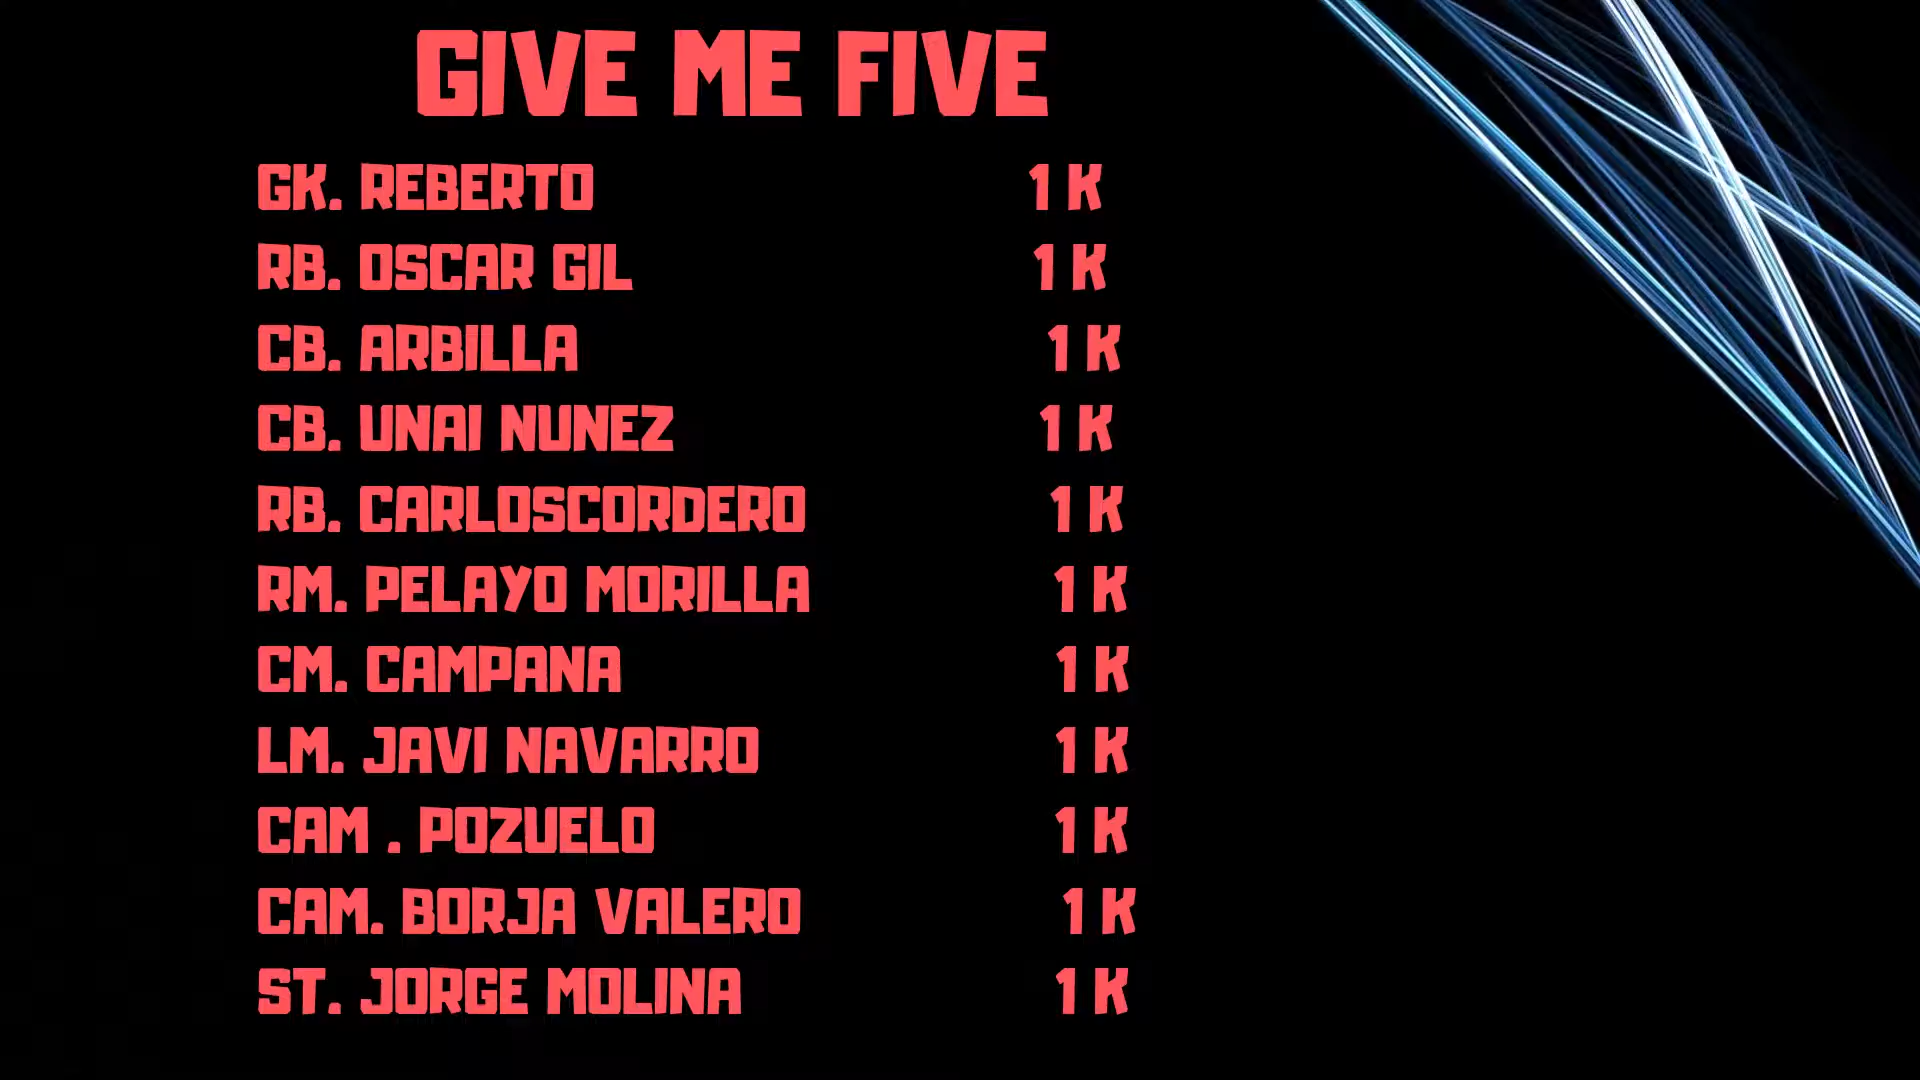 GIVE ME FIVE
GK. REBERTO 1 K
RB. OSCAR GIL 1 K
CB. ARBILLA 1 K
CB. UNAI NUNEZ 1 K
RB. CARLOSCORDERO 1 K
RM. PELAYO MORILLA 1 K
CM. CAMPANA 1 K
LM. JAVI NAVARRO 1 K
CAM . POZUELO 1 K
CAM. BORJA VALERO 1 K
ST. JORGE MOLINA 1 K